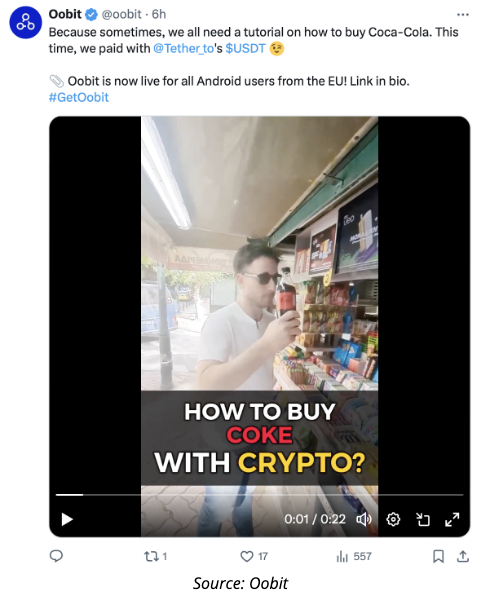 Oobit @oobit · 6h
Because sometimes, we all need a tutorial on how to buy Coca-Cola. This
time, we paid with @Tether_to's $USDT 😉
📎 Oobit is now live for all Android users from the EU! Link in bio.
#GetOobit
HOW TO BUY
COKE
WITH CRYPTO?
0:01 / 0:22
1 17 557
Source: Oobit